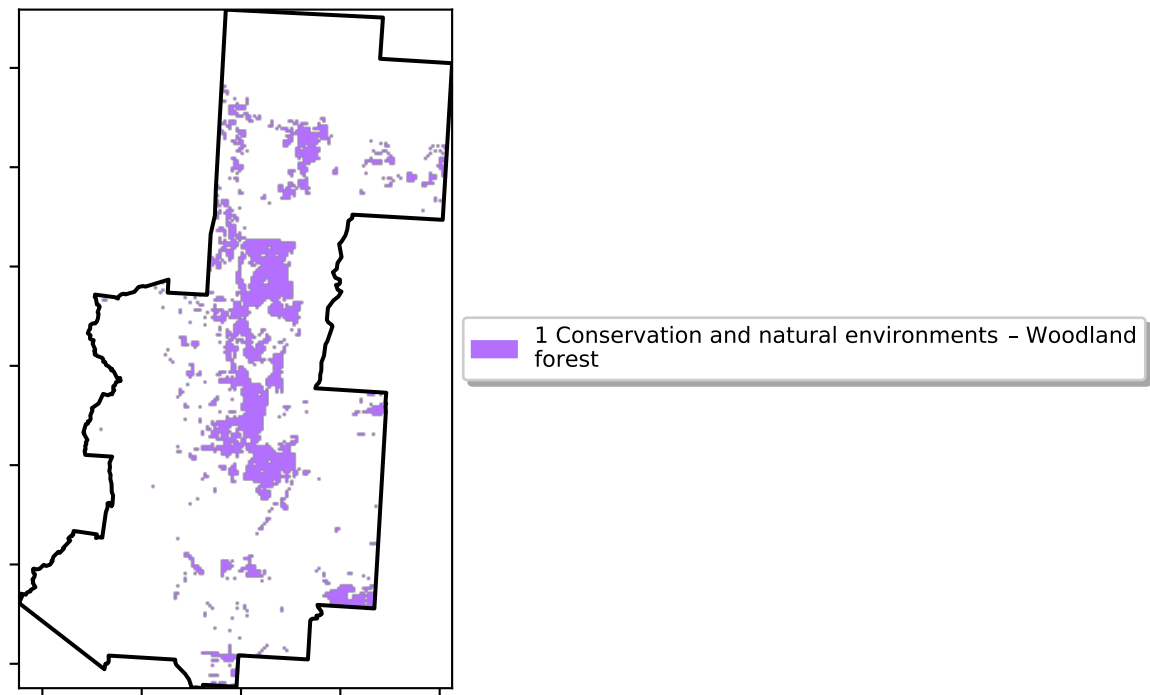 1 Conservation and natural environments – Woodland
forest